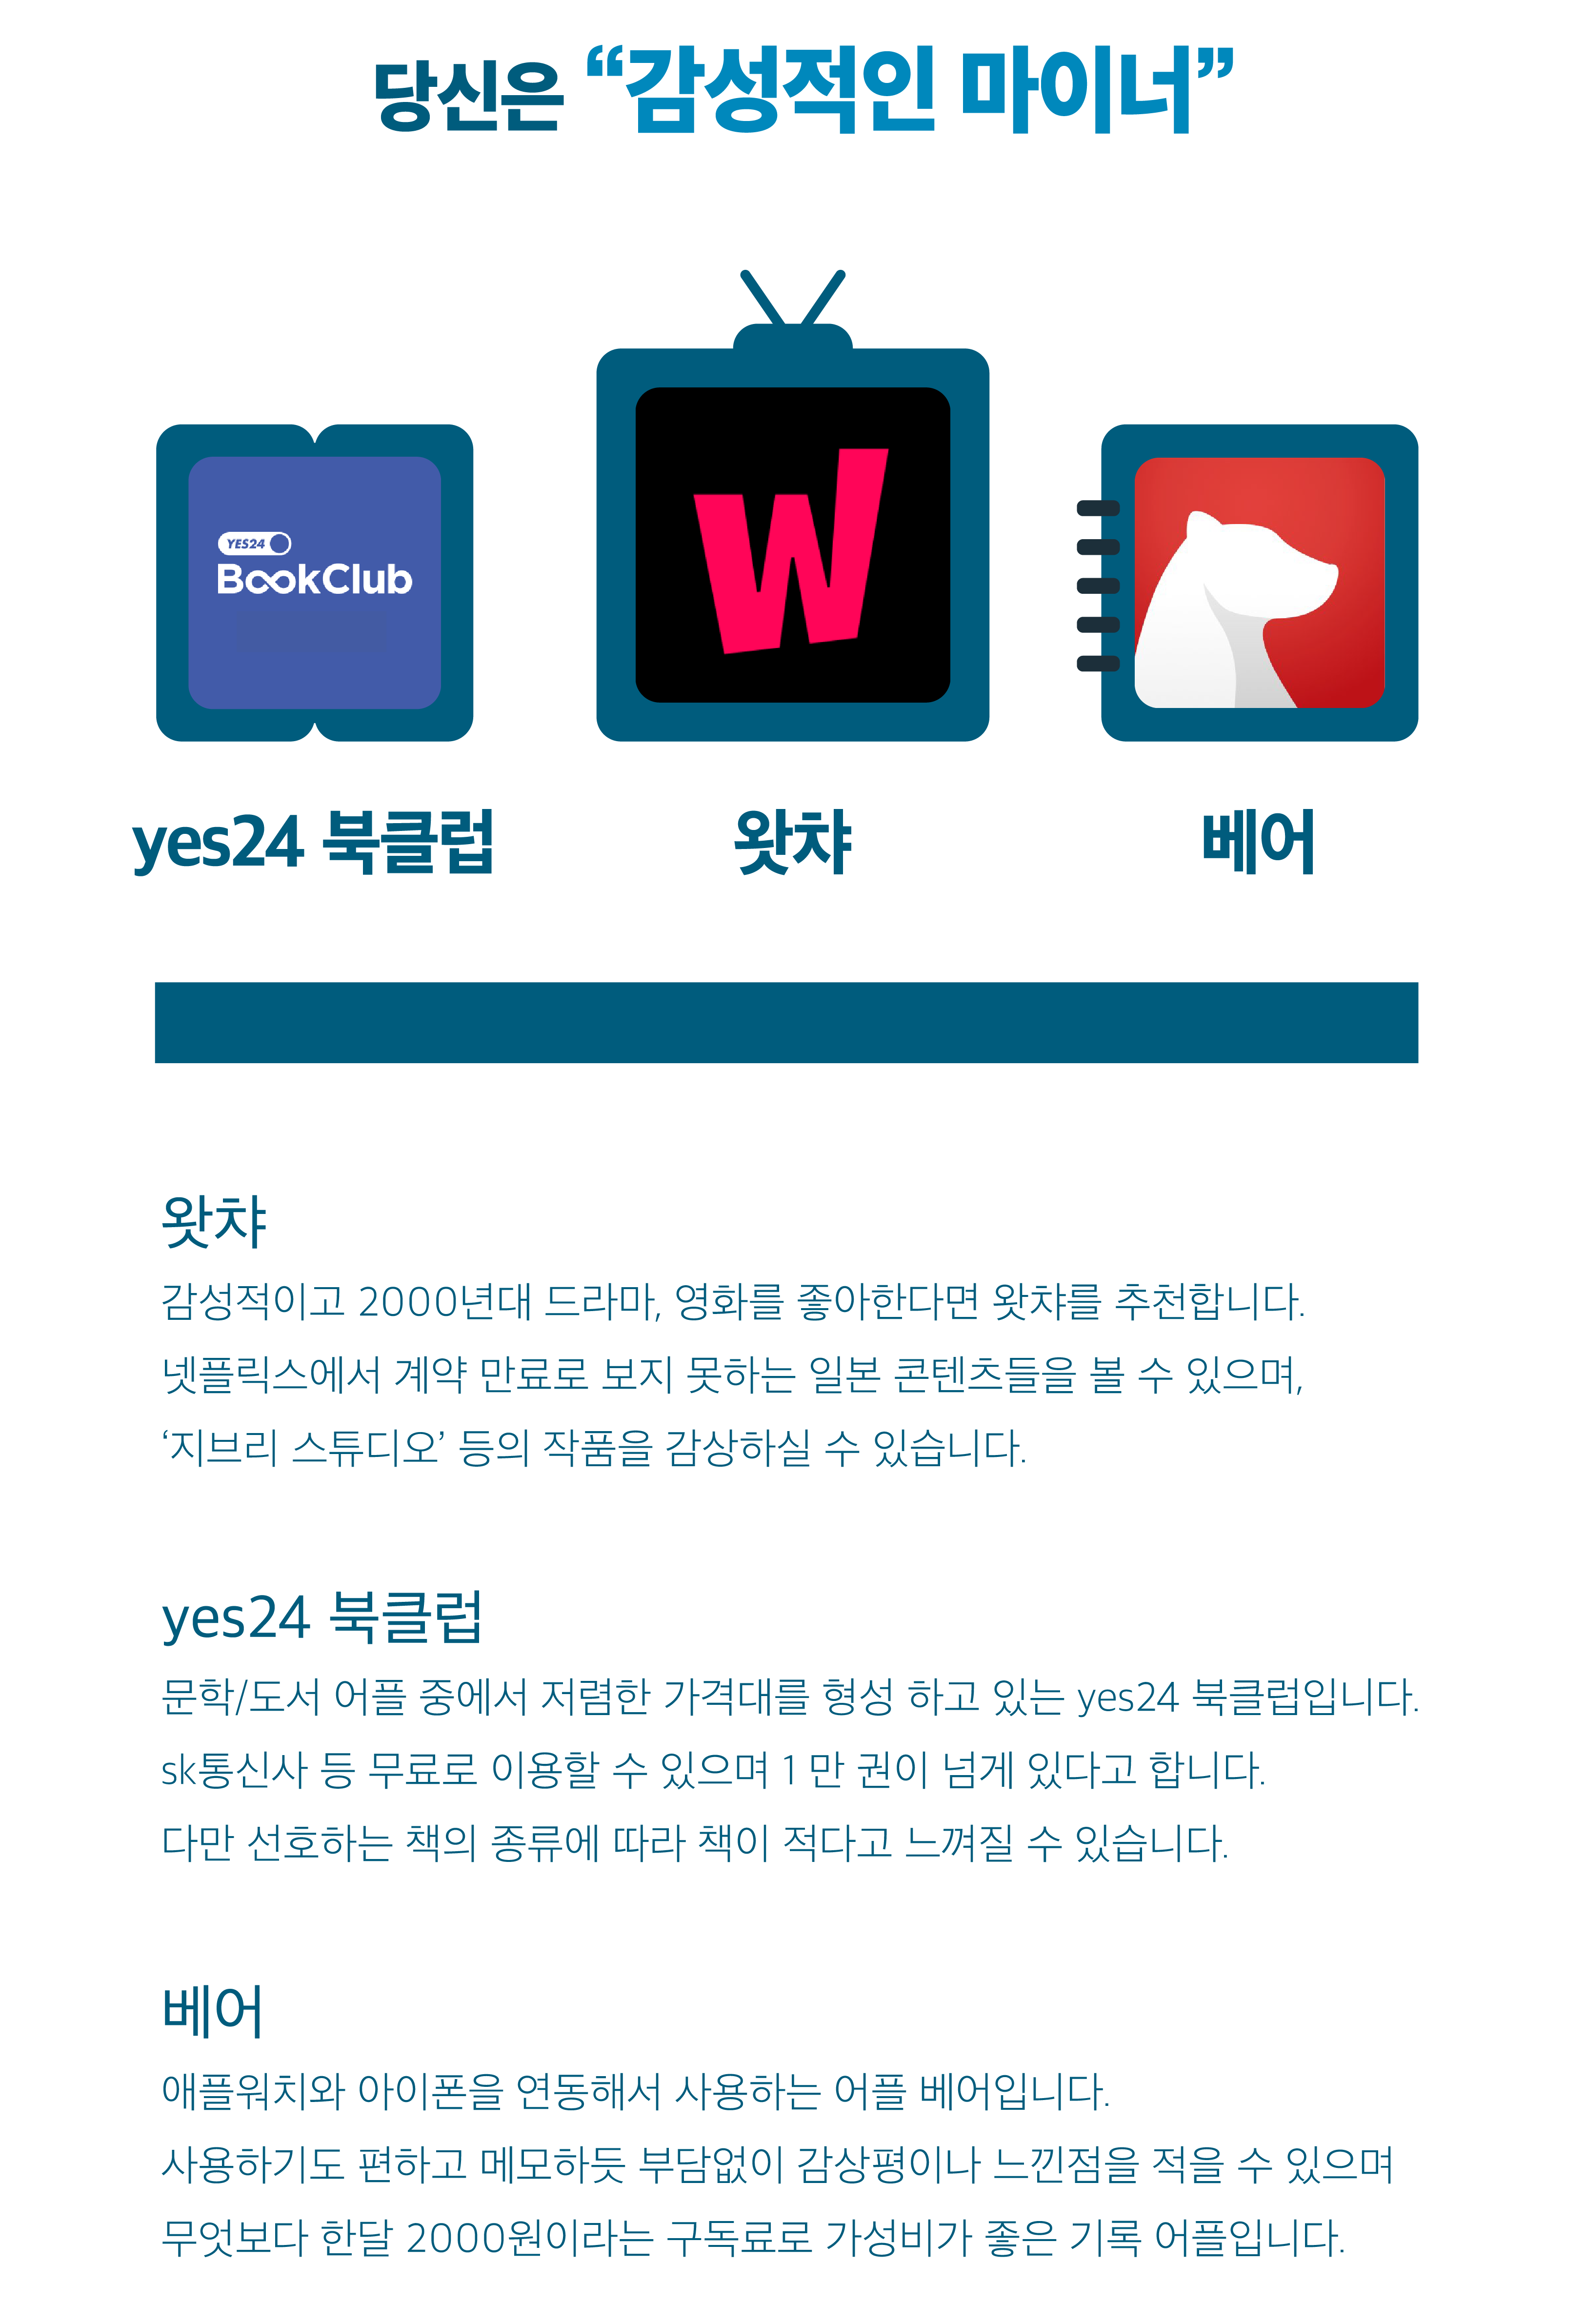 당신은 “감성적인 마이너”
YES24
BookClub
W
yes24 북클럽
왓챠
베어
왓챠
감성적이고 2000년대 드라마, 영화를 좋아한다면 왓챠를 추천합니다.
넷플릭스에서 계약 만료로 보지 못하는 일본 콘텐츠들을 볼 수 있으며,
‘지브리 스튜디오’ 등의 작품을 감상하실 수 있습니다.
yes24 북클럽
문학/도서 어플 중에서 저렴한 가격대를 형성 하고 있는 yes24 북클럽입니다.
sk통신사 등 무료로 이용할 수 있으며 1 만 권이 넘게 있다고 합니다.
다만 선호하는 책의 종류에 따라 책이 적다고 느껴질 수 있습니다.
베어
애플워치와 아이폰을 연동해서 사용하는 어플 베어입니다.
사용하기도 편하고 메모하듯 부담없이 감상평이나 느낀점을 적을 수 있으며
무엇보다 한달 2000원이라는 구독료로 가성비가 좋은 기록 어플입니다.